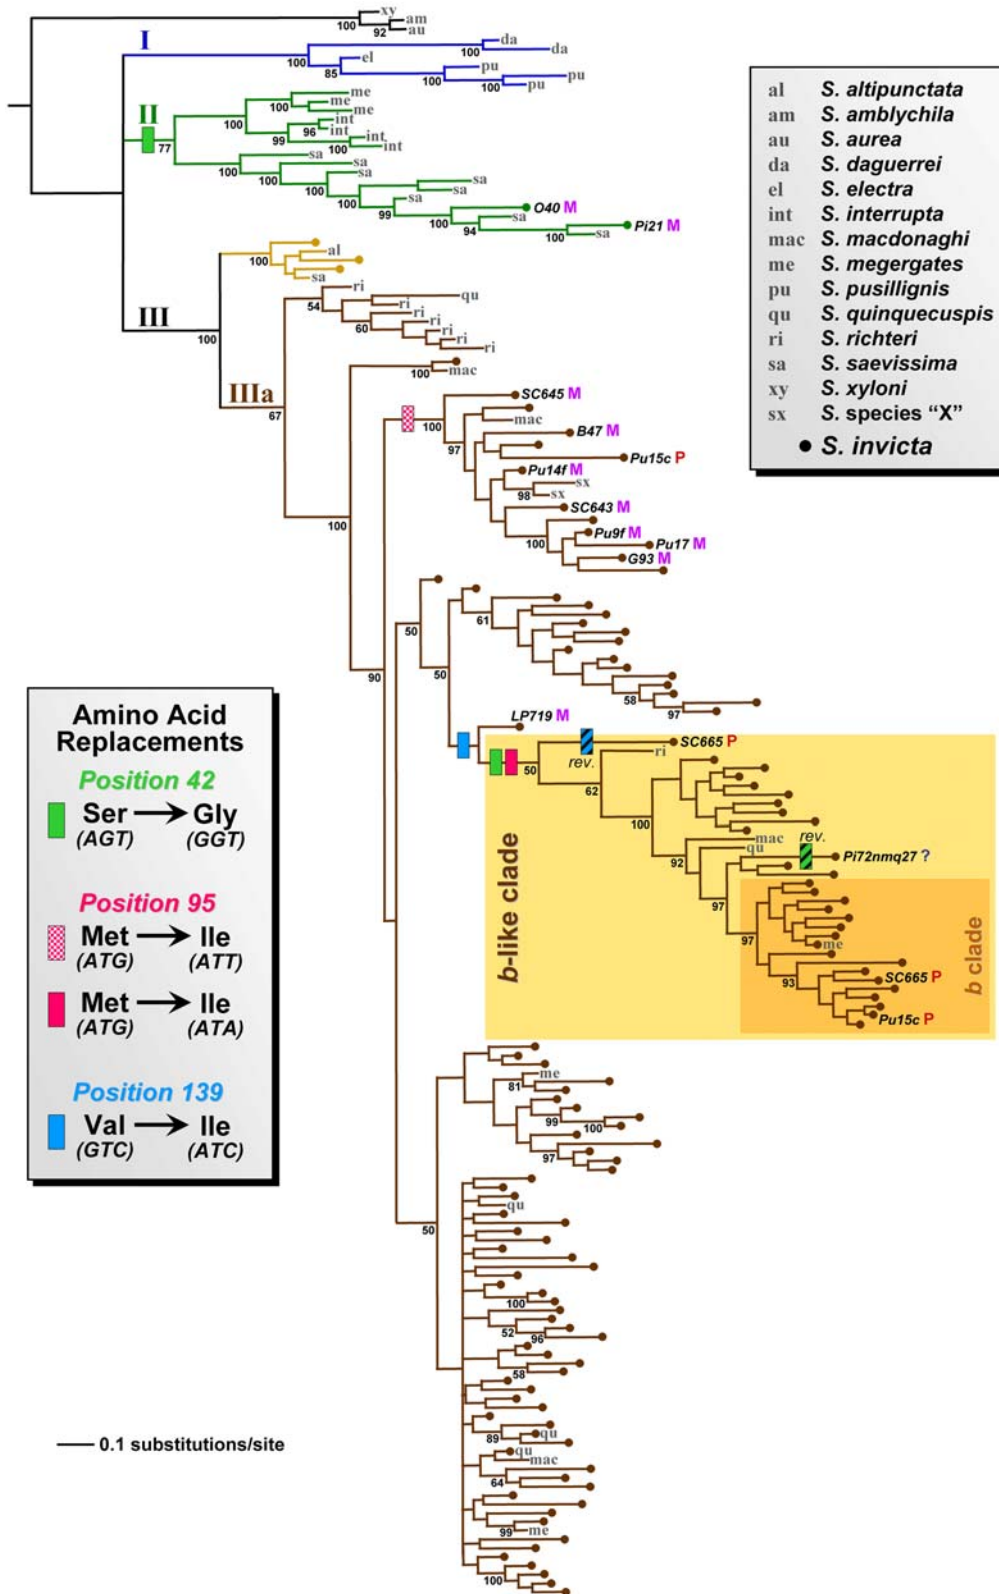 xy
am
100
92
au
I
da
100
da
100
el
85
pu
100
pu
100
pu
II
me
me
100
me
77
int
96
int
99
int
100
int
sa
100
sa
100
sa
100
sa
sa
100
sa
99
O40 M
sa
100
94
Pi21 M
100
sa
III
100
al
100
sa
IIIa
67
ri
54
qu
ri
ri
60
ri
ri
ri
ri
100
100
mac
SC645 M
100
mac
97
B47 M
Pu15c P
Pu14f M
sx
98
sx
SC643 M
100
Pu9f M
Pu17 M
G93 M
90
50
61
50
58
97
LP719 M
b-like clade
rev.
SC665 P
50
ri
62
100
mac
92
qu
rev.
Pi72nmq27 ?
97
b clade
97
me
93
SC665 P
Pu15c P
50
me
81
99
100
97
qu
100
52
96
58
89
qu
qu
mac
64
99
me
100
al S. altipunctata
am S. amblychila
au S. aurea
da S. daguerrei
el S. electra
int S. interrupta
mac S. macdonaghi
me S. megergates
pu S. pusillignis
qu S. quinquecuspis
ri S. richteri
sa S. saevissima
xy S. xyloni
sx S. species “X”
S. invicta
Amino Acid
Replacements
Position 42
Ser Gly
(AGT) (GGT)
Position 95
Met Ile
(ATG) (ATT)
Met Ile
(ATG) (ATA)
Position 139
Val Ile
(GTC) (ATC)
0.1 substitutions/site